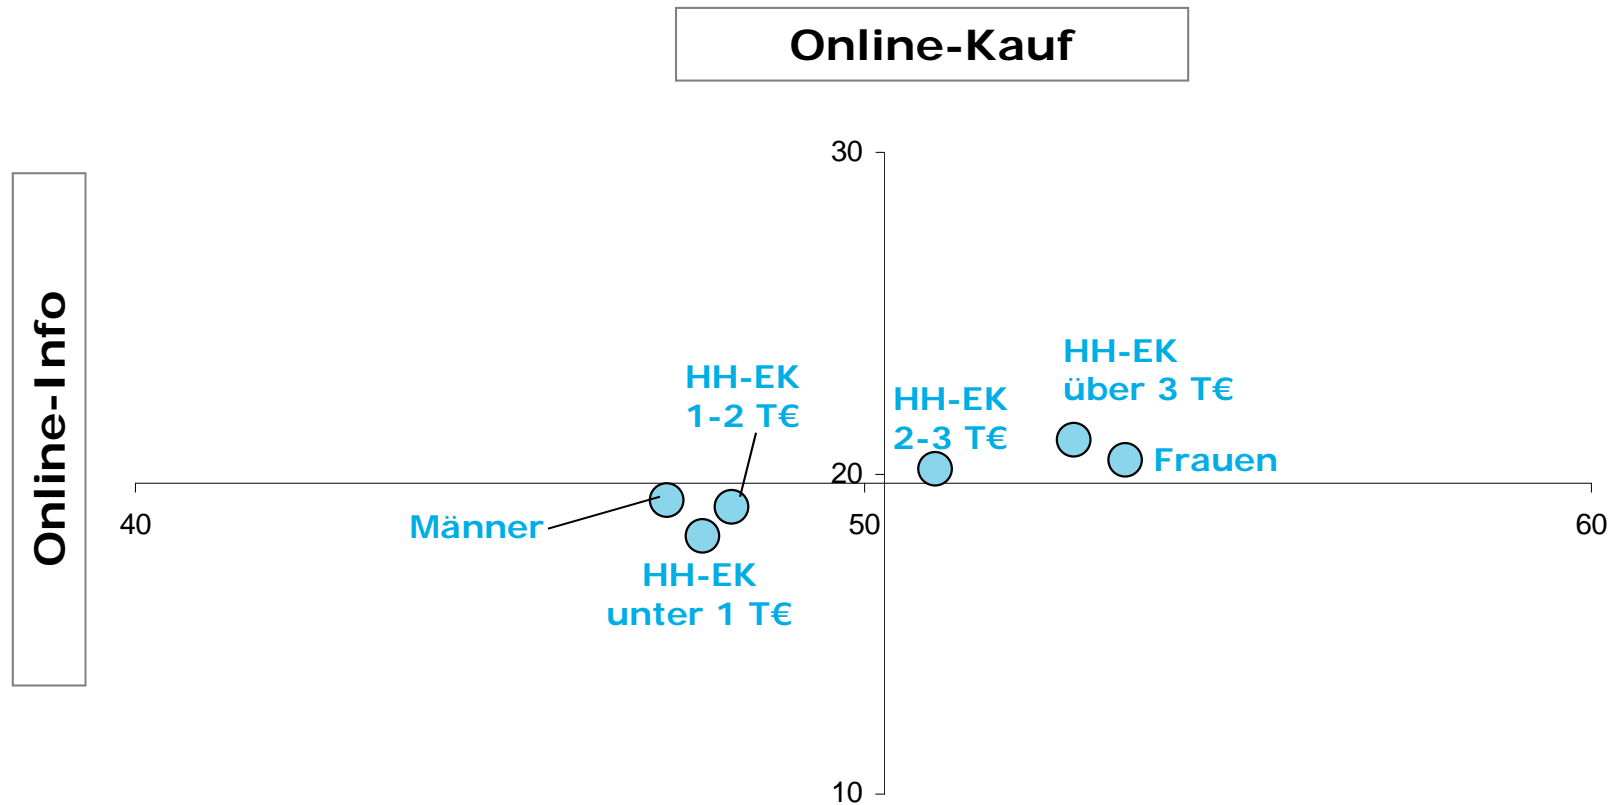 Online-Kauf
Online-Info
30
HH-EK
über 3 T€
HH-EK
1-2 T€
HH-EK
2-3 T€
Frauen
20
Männer
40
50
60
HH-EK
unter 1 T€
10